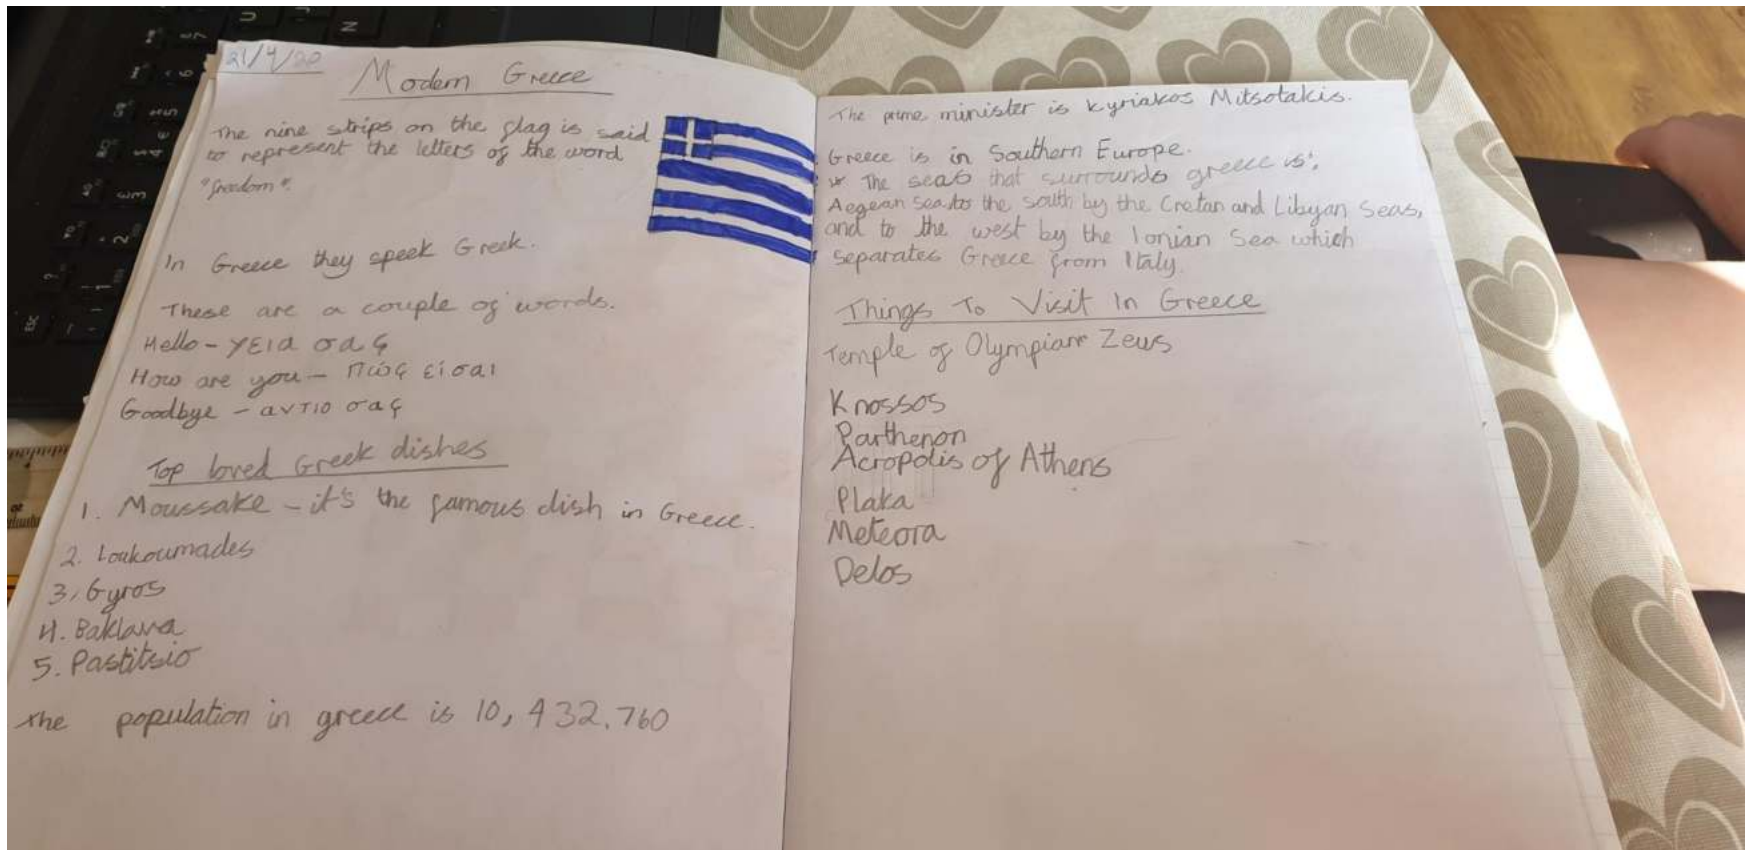 21/4/20
Modern Greece
The nine strips on the flag is said
to represent the letters of the word
"freedom".
In Greece they speek Greek.
These are a couple of words.
Hello - γεια σας
How are you - Πώς είσαι
Goodbye - αντιο σας
Top loved Greek dishes
1. Moussake - it's the famous dish in Greece.
2. Loukoumades
3. Gyros
4. Baklava
5. Pastitsio
The population in greece is 10,432.760
The prime minister is Kyriakos Mitsotakis.
Greece is in Southern Europe.
The seas that surrounds greece is;
Aegean sea to the south by the Cretan and Libyan Seas,
and to the west by the Ionian Sea which
separates Greece from Italy.
Things To Visit In Greece
Temple of Olympian Zeus
Knossos
Parthenon
Acropolis of Athens
Plaka
Meteora
Delos